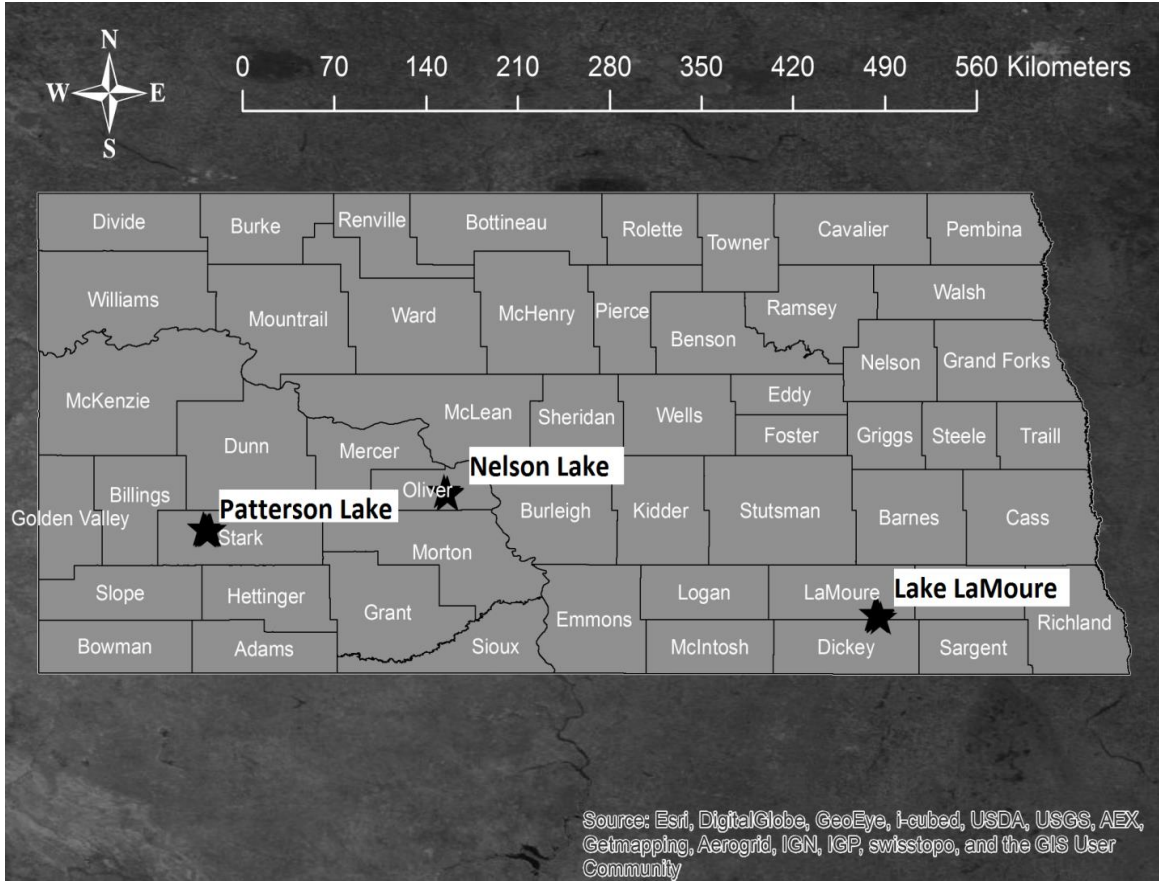 N
W E
S
0 70 140 210 280 350 420 490 560 Kilometers
Divide
Burke
Renville
Bottineau
Rolette
Towner
Cavalier
Pembina
Williams
Mountrail
Ward
McHenry
Pierce
Benson
Ramsey
Walsh
Nelson
Grand Forks
McKenzie
Dunn
McLean
Sheridan
Wells
Eddy
Foster
Griggs
Steele
Traill
Mercer
Nelson Lake
Oliver
Billings
Golden Valley
Patterson Lake
Stark
Burleigh
Kidder
Stutsman
Barnes
Cass
Morton
Slope
Hettinger
Grant
Emmons
Logan
LaMoure
Lake LaMoure
Richland
Bowman
Adams
Sioux
McIntosh
Dickey
Sargent
Source: Esri, DigitalGlobe, GeoEye, i-cubed, USDA, USGS, AEX,
Getmapping, Aerogrid, IGN, IGP, swisstopo, and the GIS User
Community